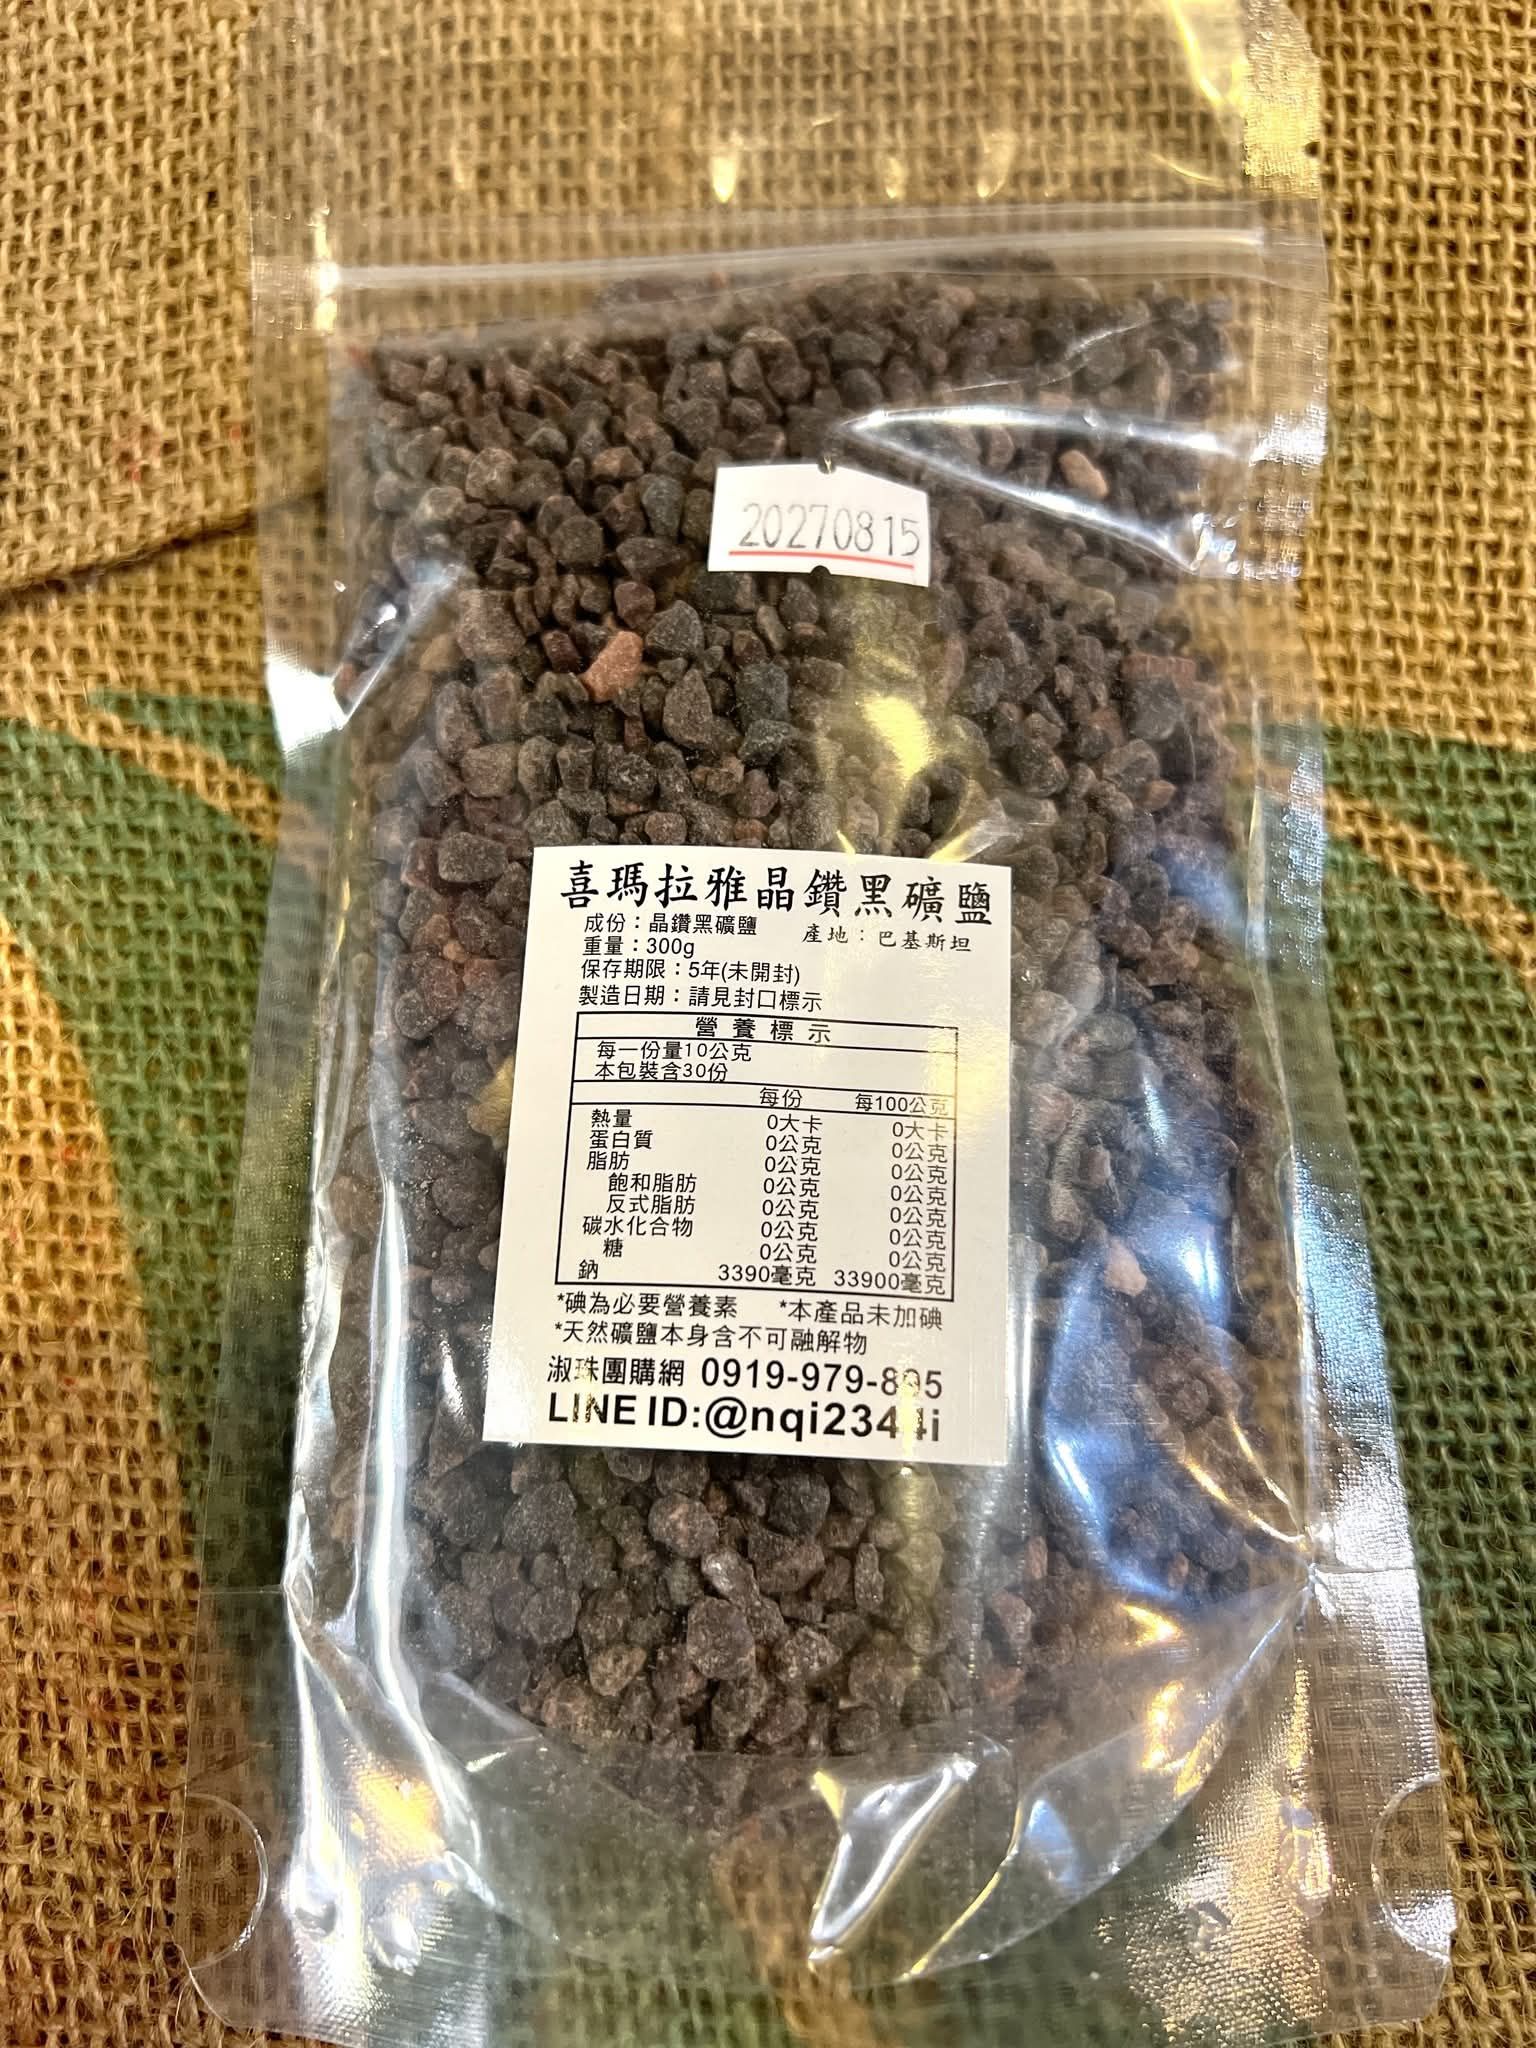 20270815
喜瑪拉雅晶鑽黑礦鹽
成份：晶鑽黑礦鹽 產地：巴基斯坦
重量：300g
保存期限：5年(未開封)
製造日期：請見封口標示
營養標示
每一份量10公克
本包裝含30份
每份 每100公克
熱量 0大卡 0大卡
蛋白質 0公克 0公克
脂肪 0公克 0公克
飽和脂肪 0公克 0公克
反式脂肪 0公克 0公克
碳水化合物 0公克 0公克
糖 0公克 0公克
鈉 3390毫克 33900毫克
*碘為必要營養素 *本產品未加碘
*天然礦鹽本身含不可融解物
淑珠團購網 0919-979-895
LINE ID:@nqi2344i